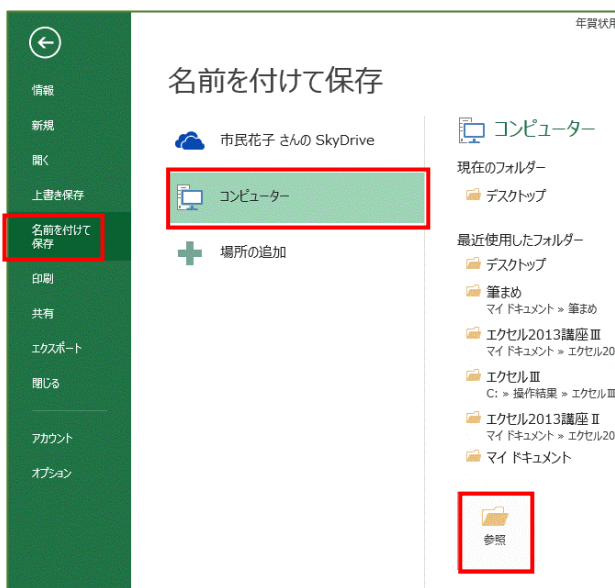 年賀状用
情報
新規
開く
上書き保存
名前を付けて
保存
印刷
共有
エクスポート
閉じる
アカウント
オプション
名前を付けて保存
市民花子 さんの SkyDrive
コンピューター
場所の追加
コンピューター
現在のフォルダー
デスクトップ
最近使用したフォルダー
デスクトップ
筆まめ
マイ ドキュメント » 筆まめ
エクセル2013講座Ⅲ
マイ ドキュメント » エクセル20
エクセルⅢ
C: » 操作結果 » エクセルⅢ
エクセル2013講座Ⅱ
マイ ドキュメント » エクセル20
マイ ドキュメント
参照